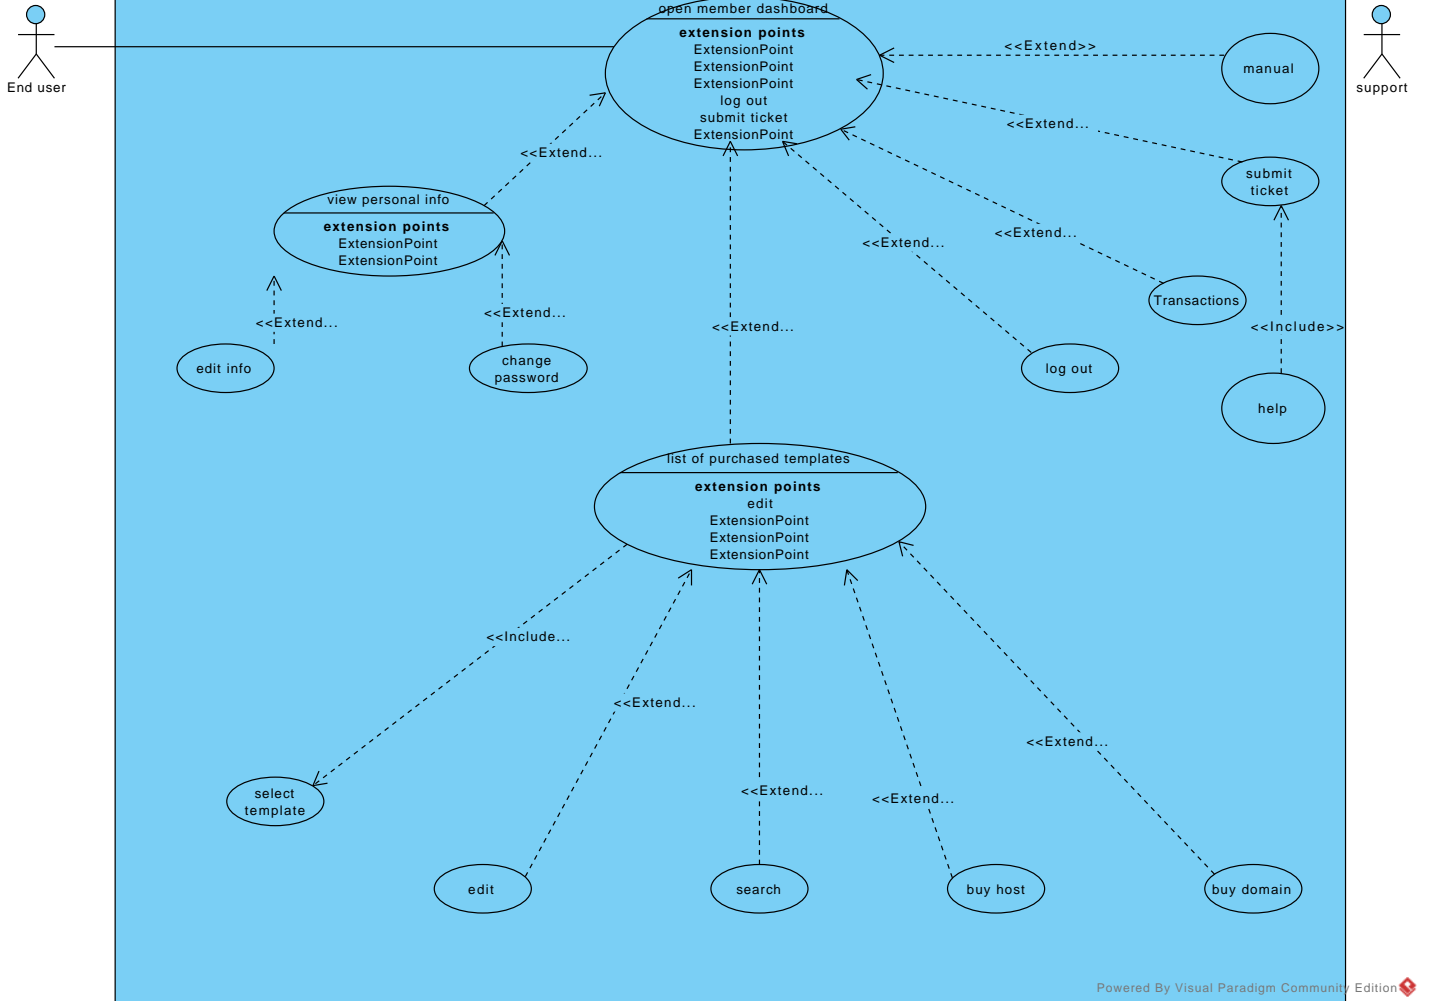 open member dashboard
extension points
ExtensionPoint
ExtensionPoint
ExtensionPoint
log out
submit ticket
ExtensionPoint
End user
support
<<Extend>>
manual
<<Extend...
<<Extend...
submit
ticket
view personal info
extension points
ExtensionPoint
ExtensionPoint
<<Extend...
<<Extend...
Transactions
<<Extend...
<<Extend...
<<Extend...
<<Include>>
edit info
change
password
log out
help
list of purchased templates
extension points
edit
ExtensionPoint
ExtensionPoint
ExtensionPoint
<<Include...
<<Extend...
<<Extend...
<<Extend...
<<Extend...
select
template
edit
search
buy host
buy domain
Powered By Visual Paradigm Community Edition